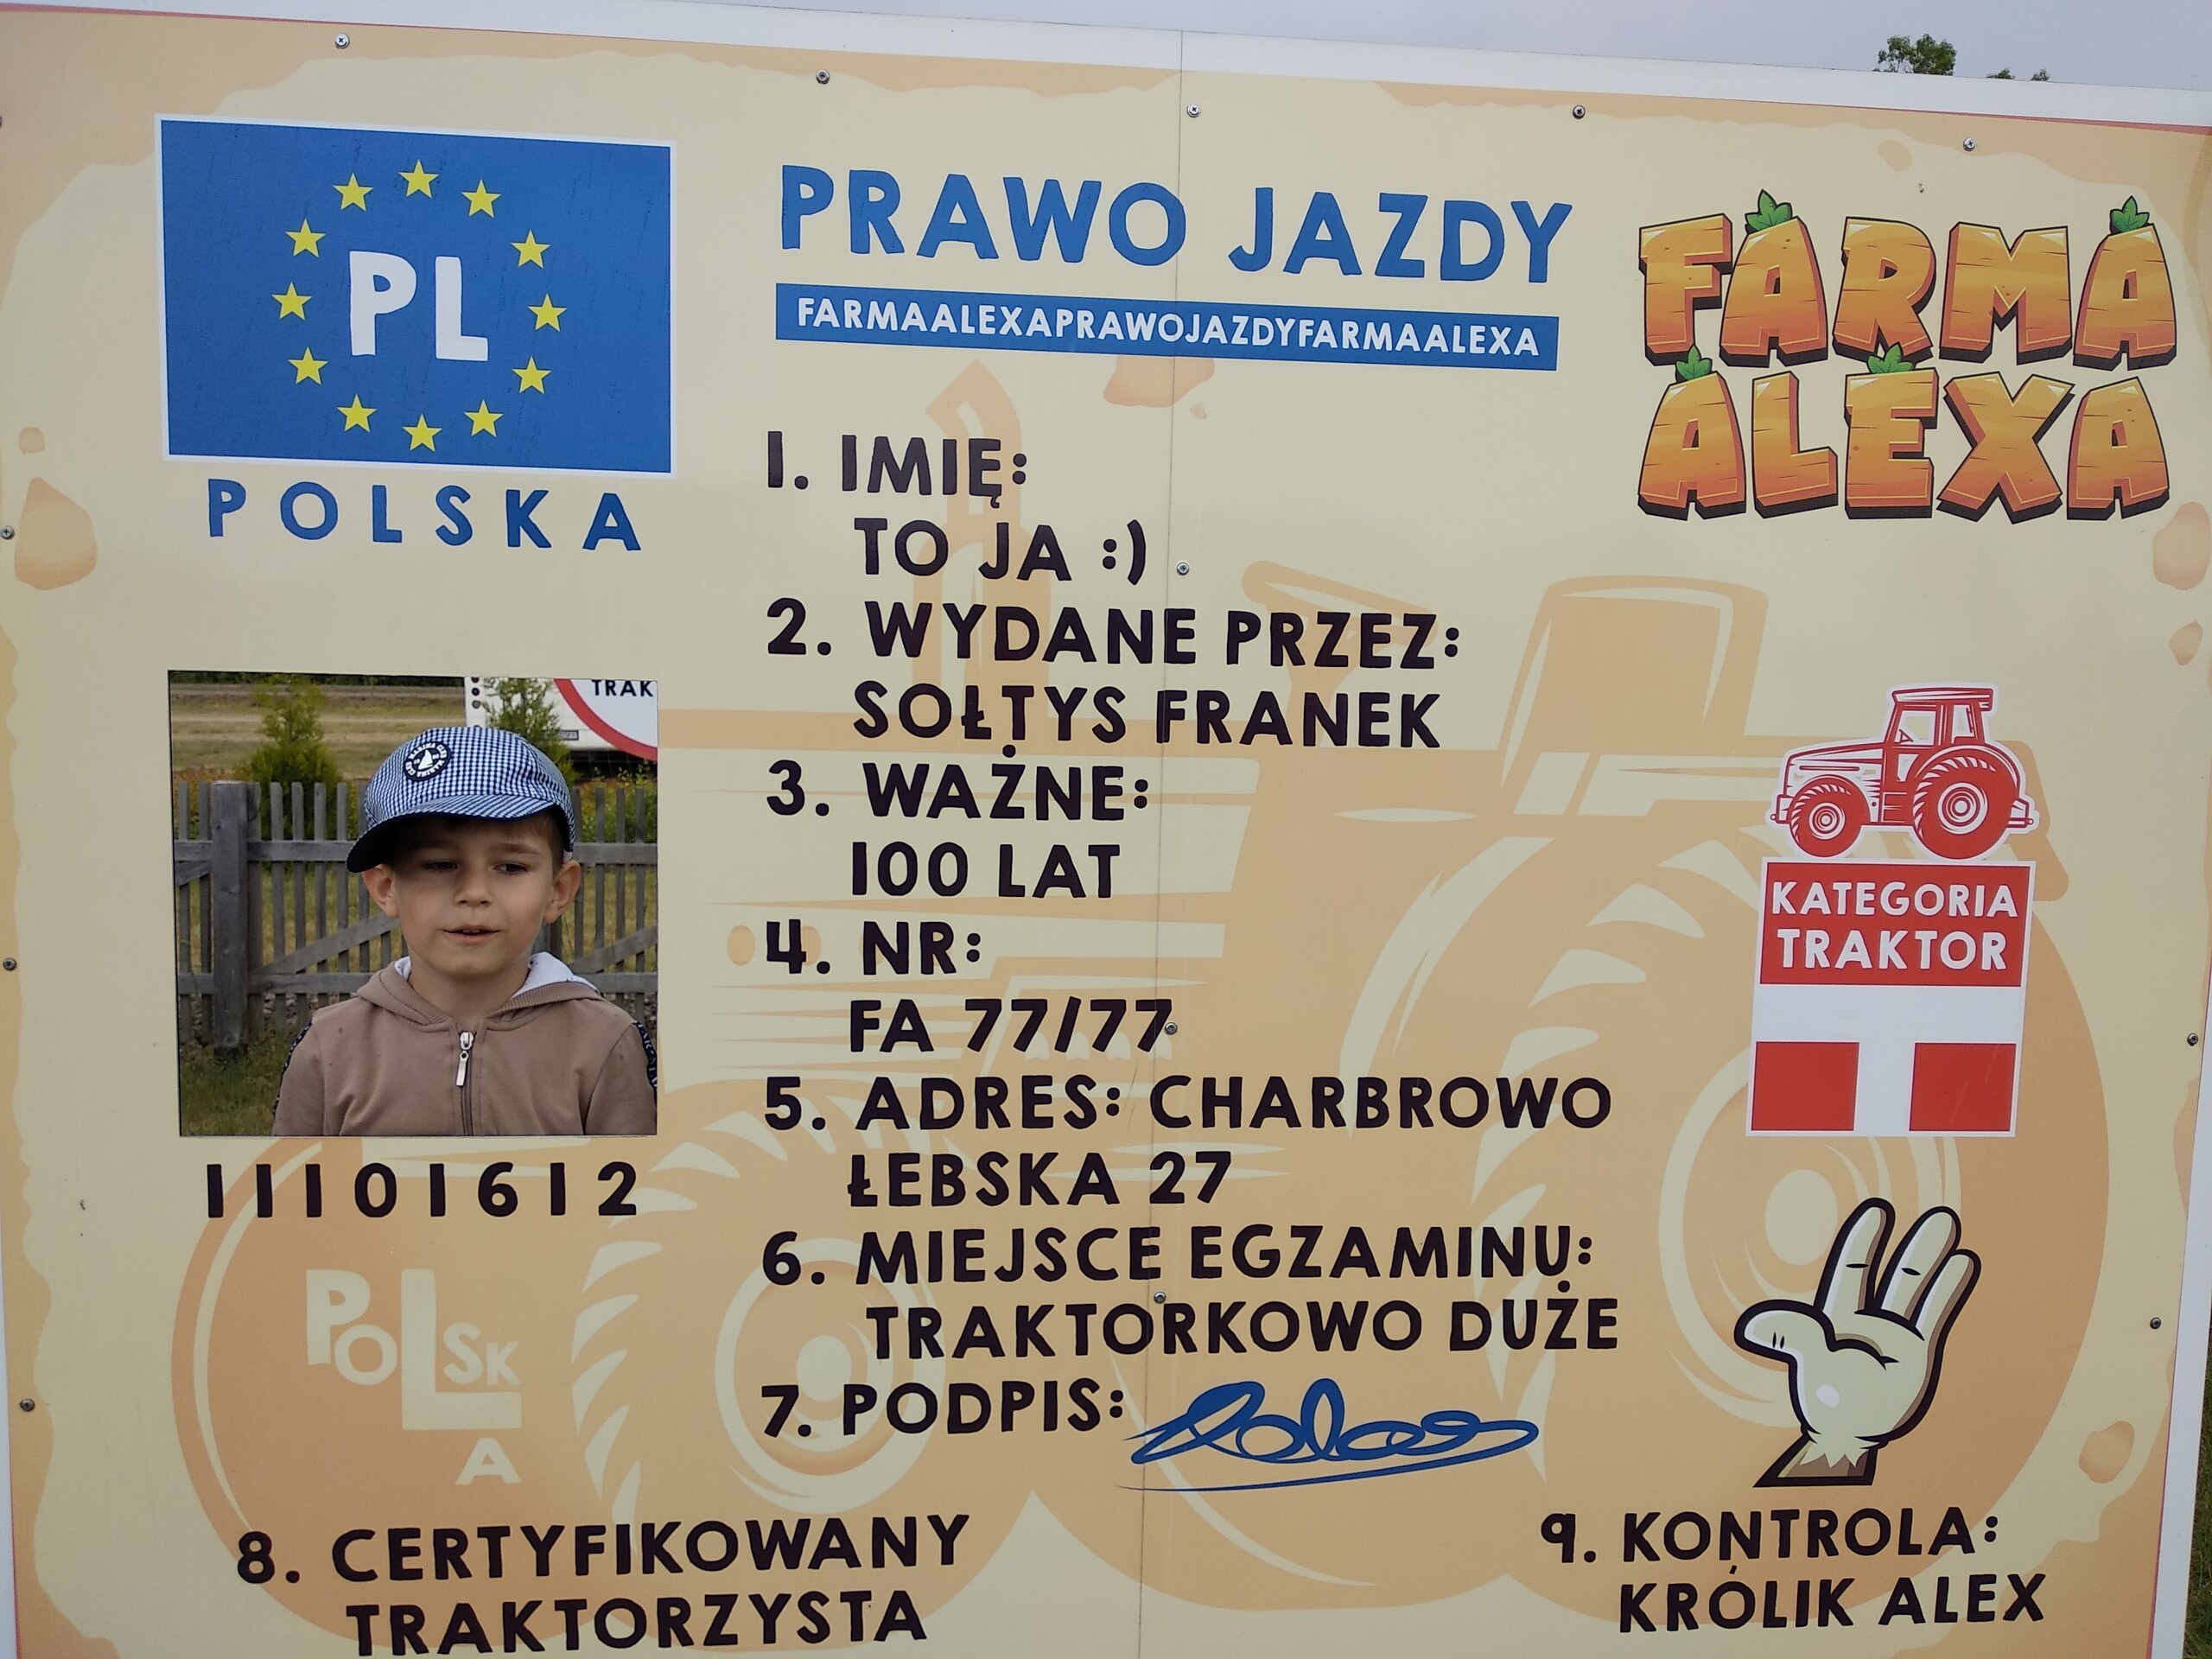 PL
POLSKA
PRAWO JAZDY
FARMAALEXAPRAWOJAZDYFARMAALEXA
FARMA
ALEXA
1. IMIĘ:
TO JA :)
2. WYDANE PRZEZ:
SOŁTYS FRANEK
3. WAŻNE:
100 LAT
4. NR:
FA 77/77
5. ADRES: CHARBROWO
ŁEBSKA 27
6. MIEJSCE EGZAMINU:
TRAKTORKOWO DUŻE
7. PODPIS:
TRAK
11101612
POLSK
A
KATEGORIA
TRAKTOR
8. CERTYFIKOWANY
TRAKTORZYSTA
9. KONTROLA:
KRÓLIK ALEX